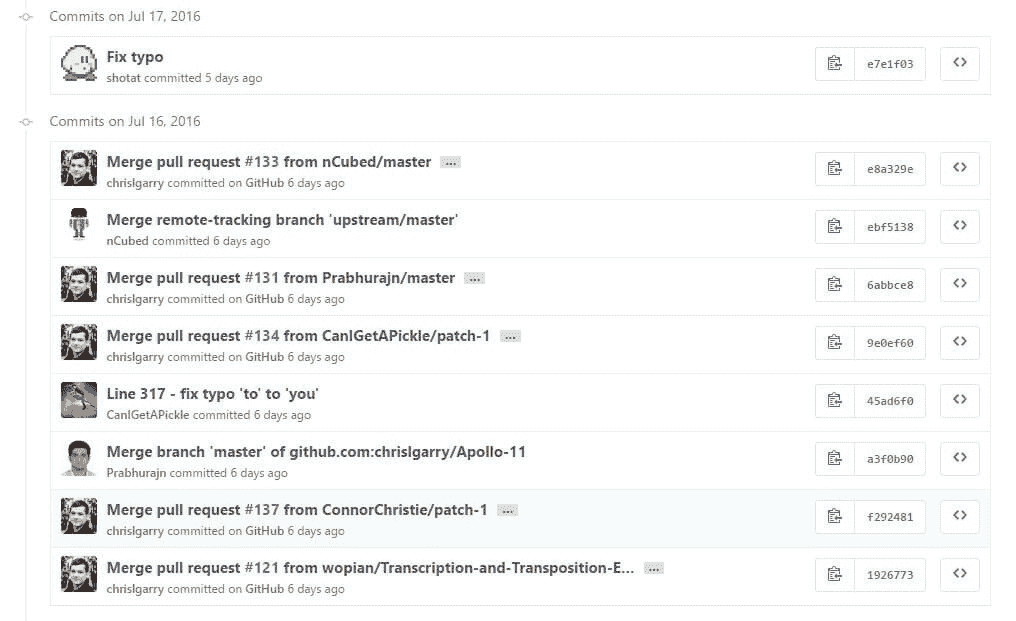 Commits on Jul 17, 2016
Fix typo
shotat committed 5 days ago
e7e1f03
Commits on Jul 16, 2016
Merge pull request #133 from nCubed/master ...
chrislgarry committed on GitHub 6 days ago
e8a329e
Merge remote-tracking branch 'upstream/master'
nCubed committed 6 days ago
ebf5138
Merge pull request #131 from Prabhurajn/master ...
chrislgarry committed on GitHub 6 days ago
6abbce8
Merge pull request #134 from CanIGetAPickle/patch-1 ...
chrislgarry committed on GitHub 6 days ago
9e0ef60
Line 317 - fix typo 'to' to 'you'
CanIGetAPickle committed 6 days ago
45ad6f0
Merge branch 'master' of github.com:chrislgarry/Apollo-11
Prabhurajn committed 6 days ago
a3f0b90
Merge pull request #137 from ConnorChristie/patch-1 ...
chrislgarry committed on GitHub 6 days ago
f292481
Merge pull request #121 from wopian/Transcription-and-Transposition-E... ...
chrislgarry committed on GitHub 6 days ago
1926773